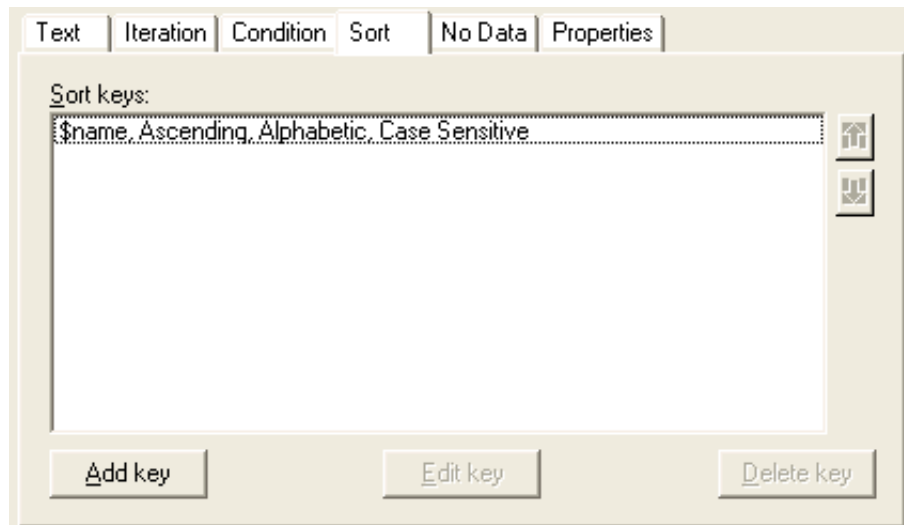 Text Iteration Condition Sort No Data Properties
Sort keys:
$name, Ascending, Alphabetic, Case Sensitive
Add key Edit key Delete key